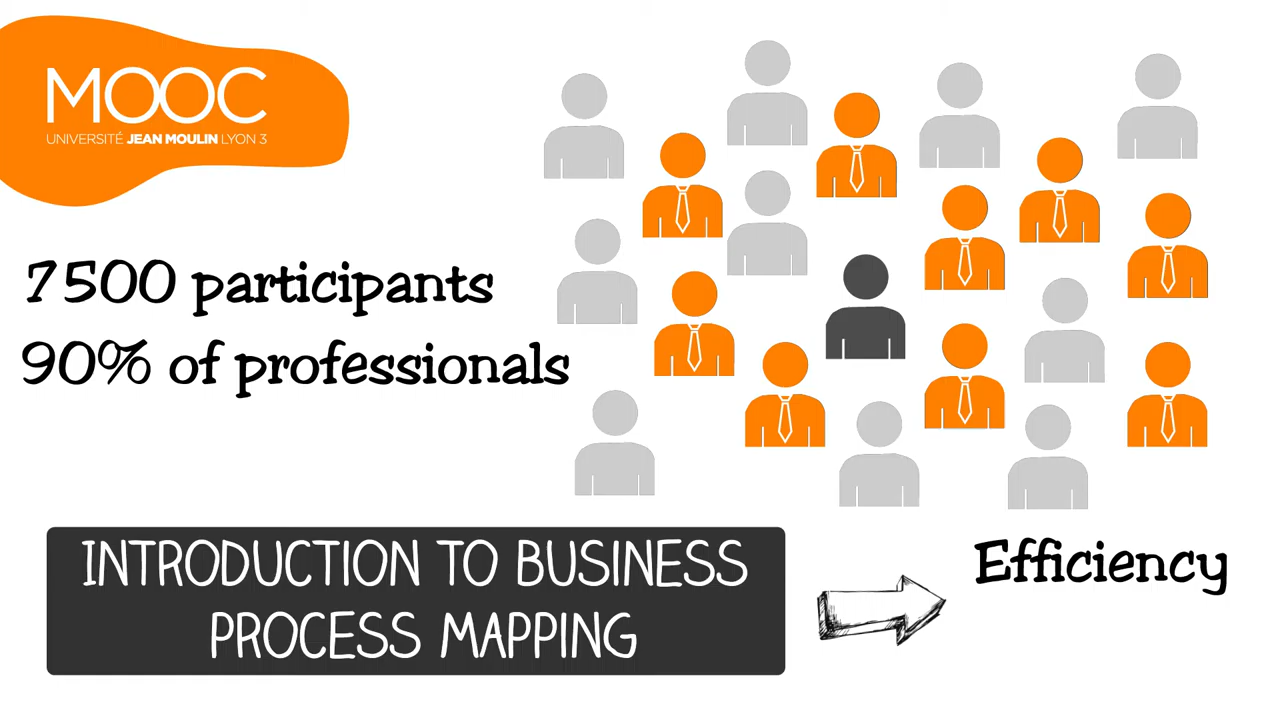 MOOC
UNIVERSITÉ JEAN MOULIN LYON 3
7500 participants
90% of professionals
INTRODUCTION TO BUSINESS
PROCESS MAPPING
Efficiency